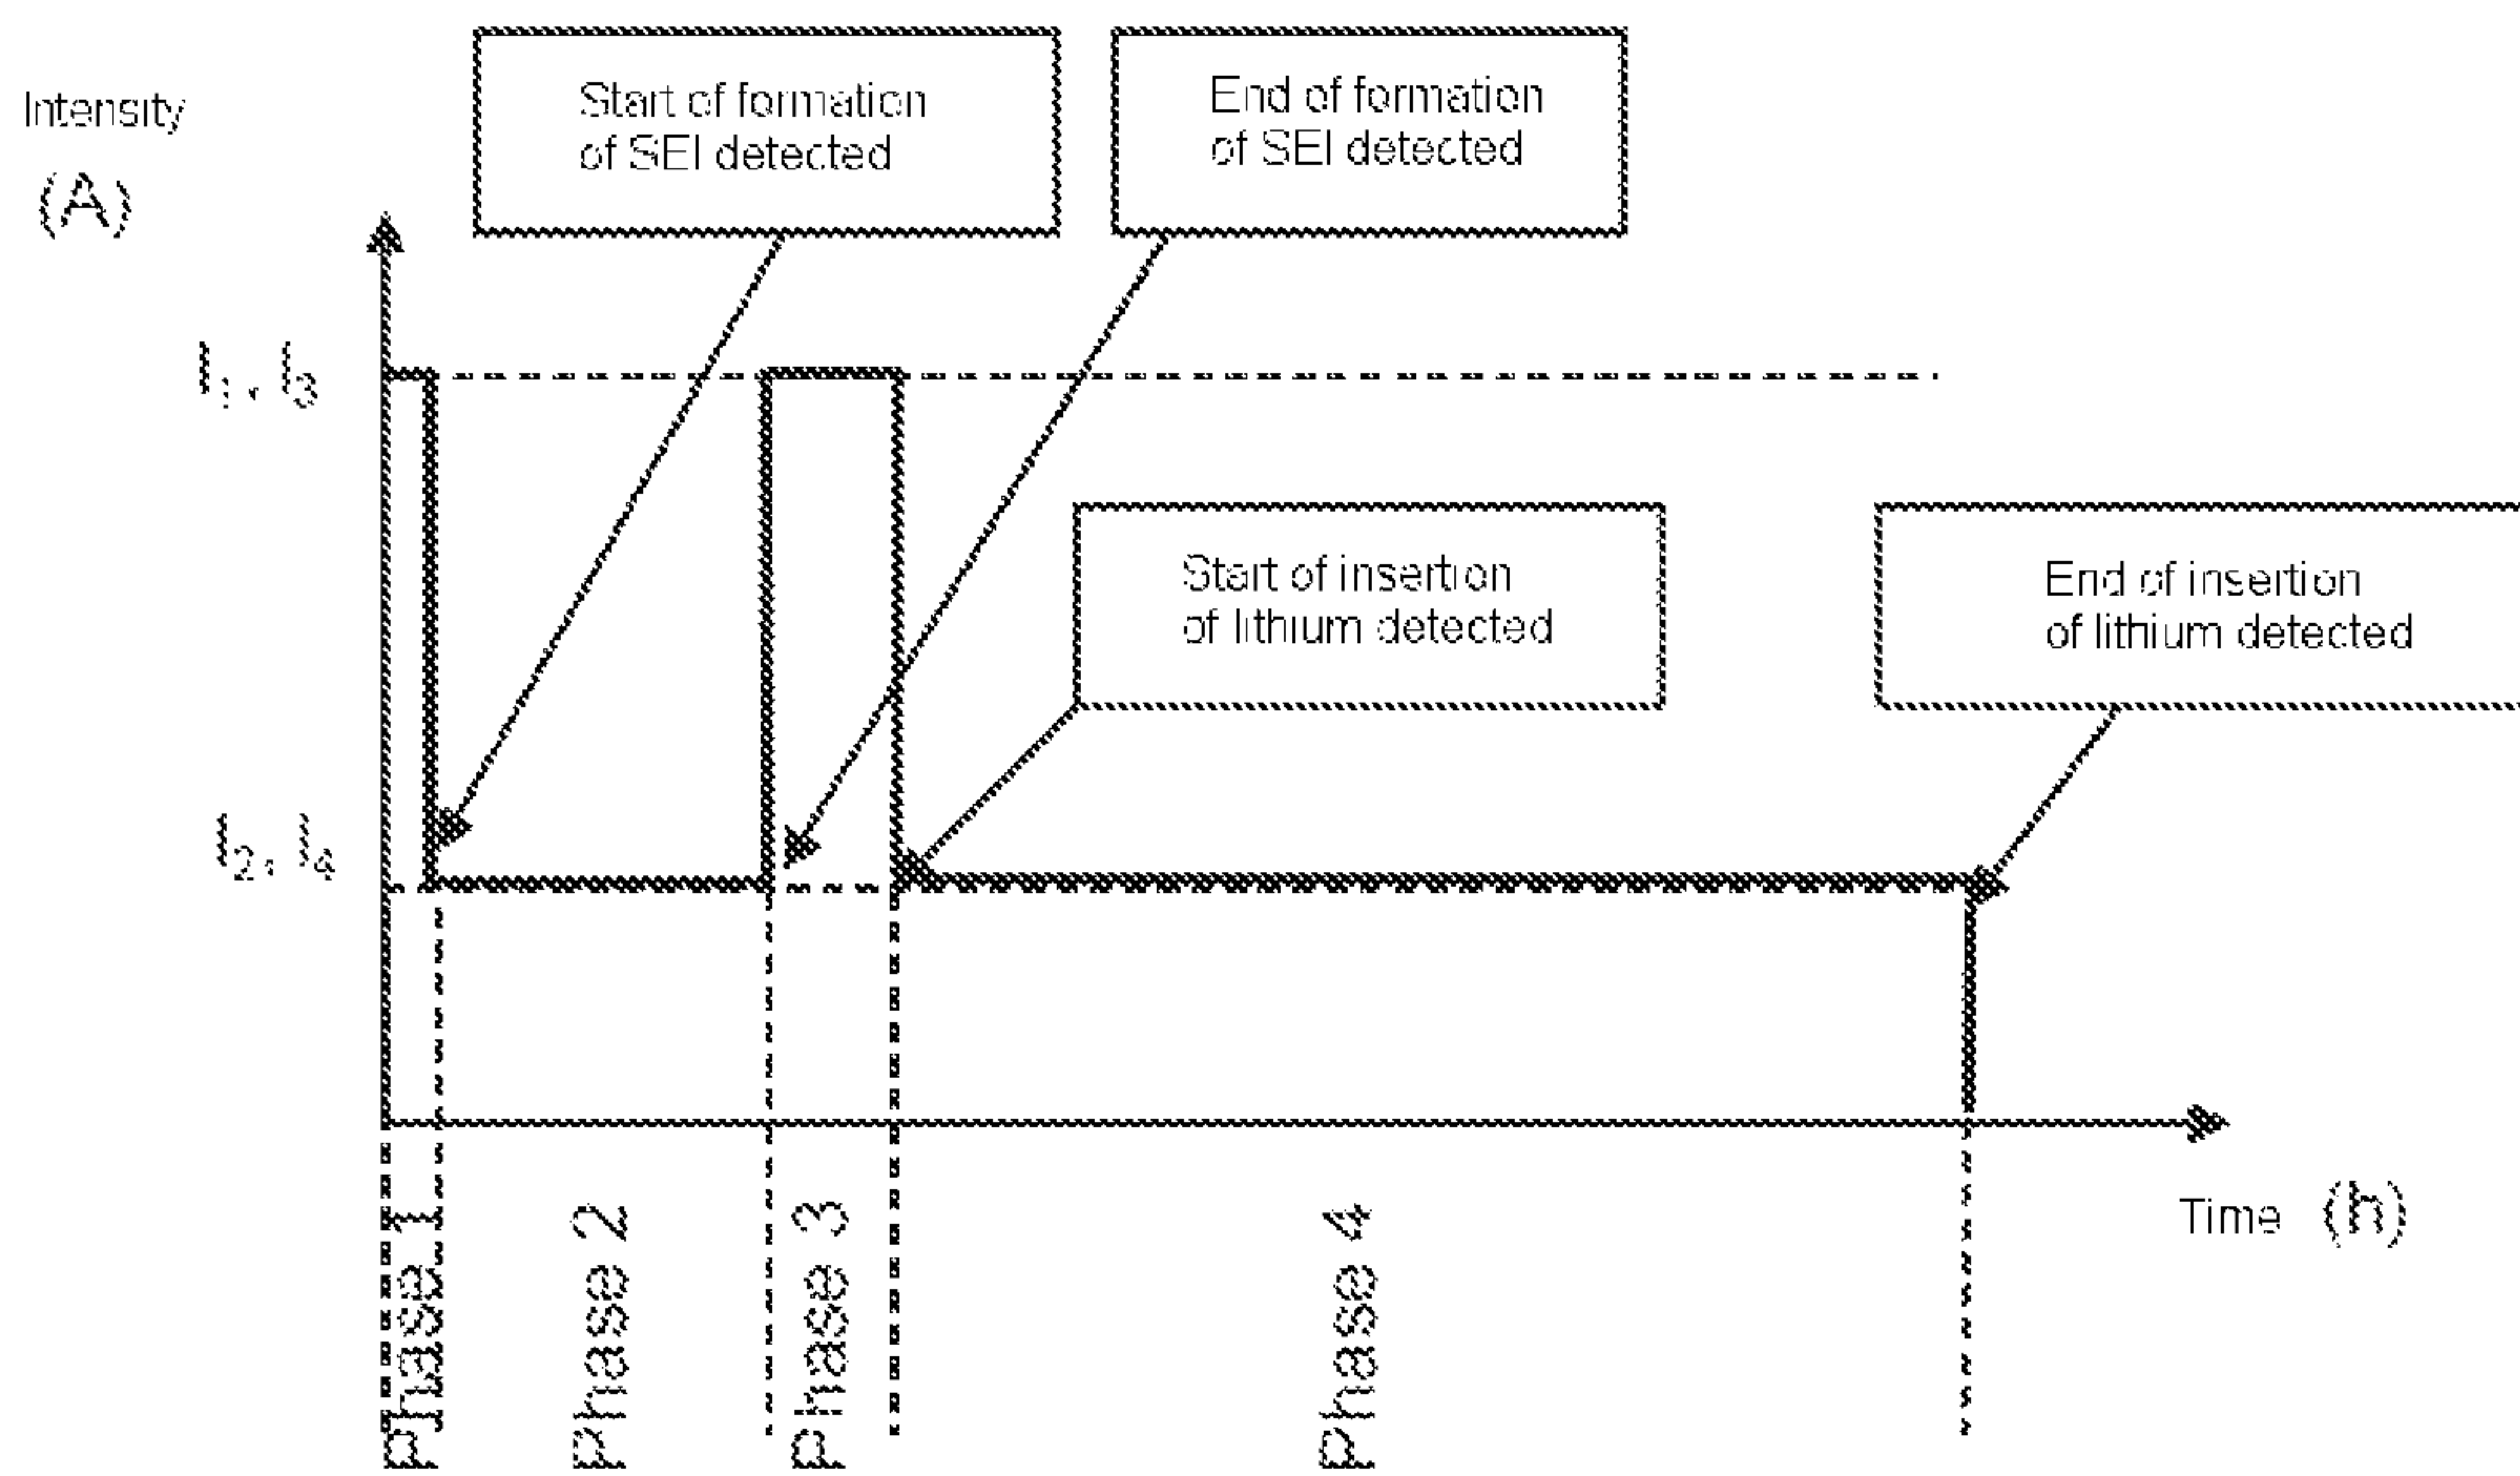 Intensity
(A)
Start of formation
of SEI detected
End of formation
of SEI detected
I₁, I₃
Start of insertion
of lithium detected
End of insertion
of lithium detected
I₂, I₄
Time (h)
Phase 1
Phase 2
Phase 3
Phase 4